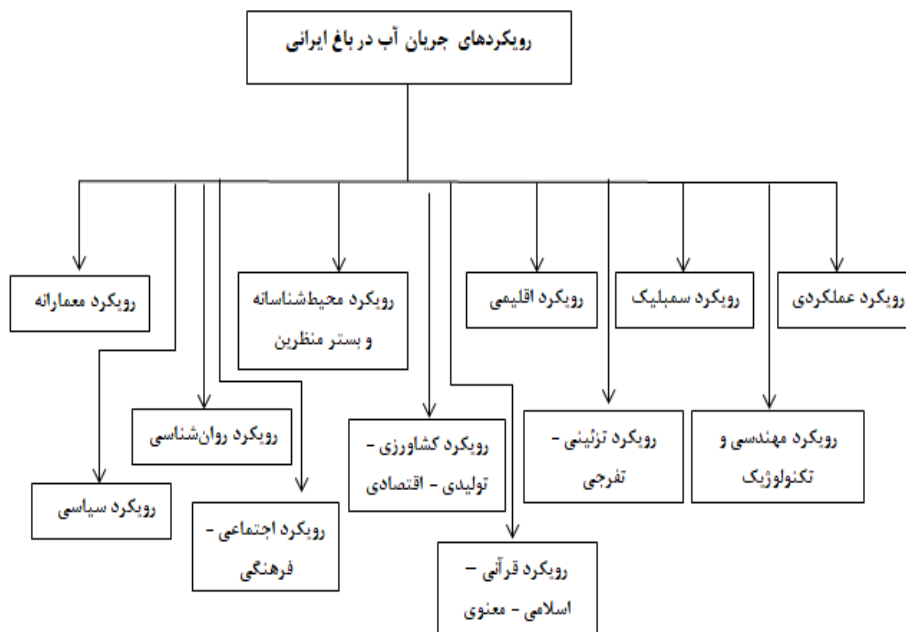 رویکردهای جریان آب در باغ ایرانی
رویکرد عملکردی
رویکرد سمبلیک
رویکرد اقلیمی
رویکرد محیط‌شناسانه
و بستر منظرین
رویکرد معمارانه
رویکرد مهندسی و
تکنولوژیک
رویکرد تزئینی -
تفرجی
رویکرد کشاورزی -
تولیدی - اقتصادی
رویکرد روان‌شناسی
رویکرد سیاسی
رویکرد اجتماعی -
فرهنگی
رویکرد قرآنی –
اسلامی - معنوی